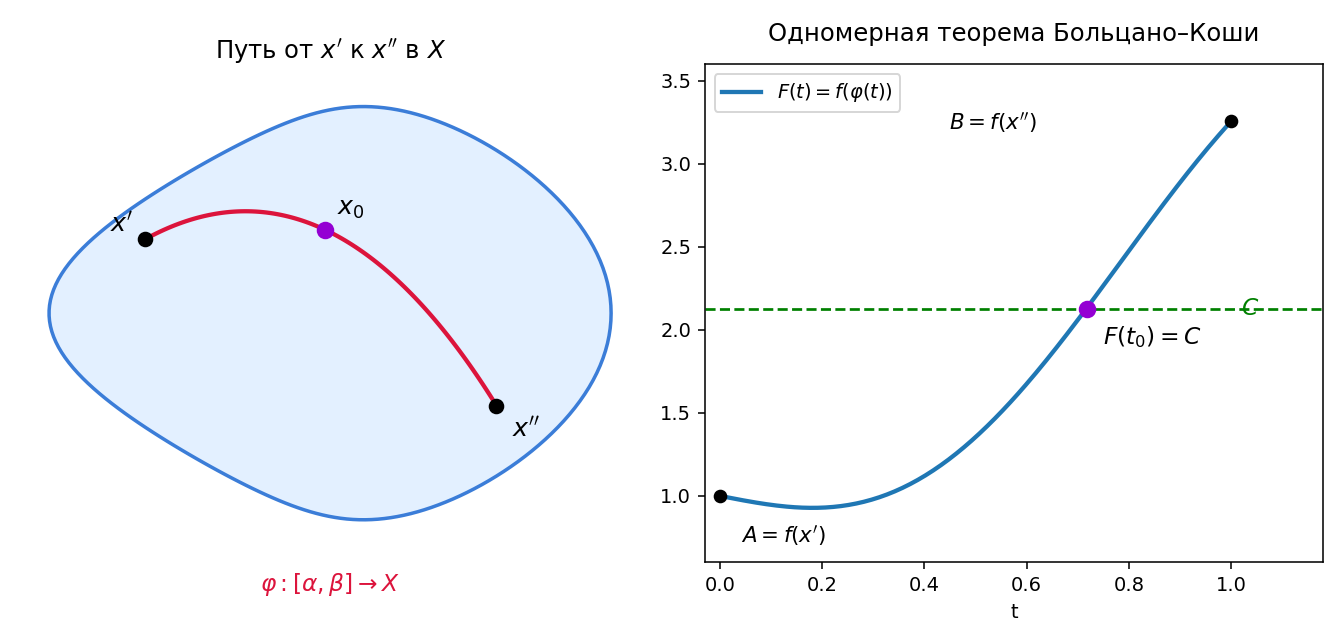 Путь от x′ к x″ в X
x′
x₀
x″
φ : [α, β] → X
Одномерная теорема Больцано–Коши
F(t) = f(φ(t))
B = f(x″)
C
F(t₀) = C
A = f(x′)
3.5
3.0
2.5
2.0
1.5
1.0
0.0 0.2 0.4 0.6 0.8 1.0
t